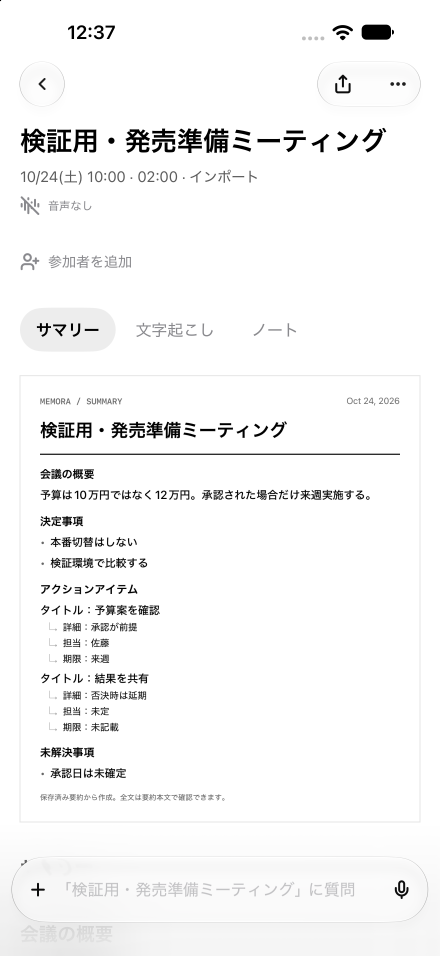 12:37
検証用・発売準備ミーティング
10/24(土) 10:00 · 02:00 · インポート
音声なし
参加者を追加
サマリー 文字起こし ノート
MEMORA / SUMMARY Oct 24, 2026
検証用・発売準備ミーティング
会議の概要
予算は10万円ではなく12万円。承認された場合だけ来週実施する。
決定事項
• 本番切替はしない
• 検証環境で比較する
アクションアイテム
タイトル：予算案を確認
詳細：承認が前提
担当：佐藤
期限：来週
タイトル：結果を共有
詳細：否決時は延期
担当：未定
期限：未記載
未解決事項
• 承認日は未確定
保存済み要約から作成。全文は要約本文で確認できます。
「検証用・発売準備ミーティング」に質問
会議の概要